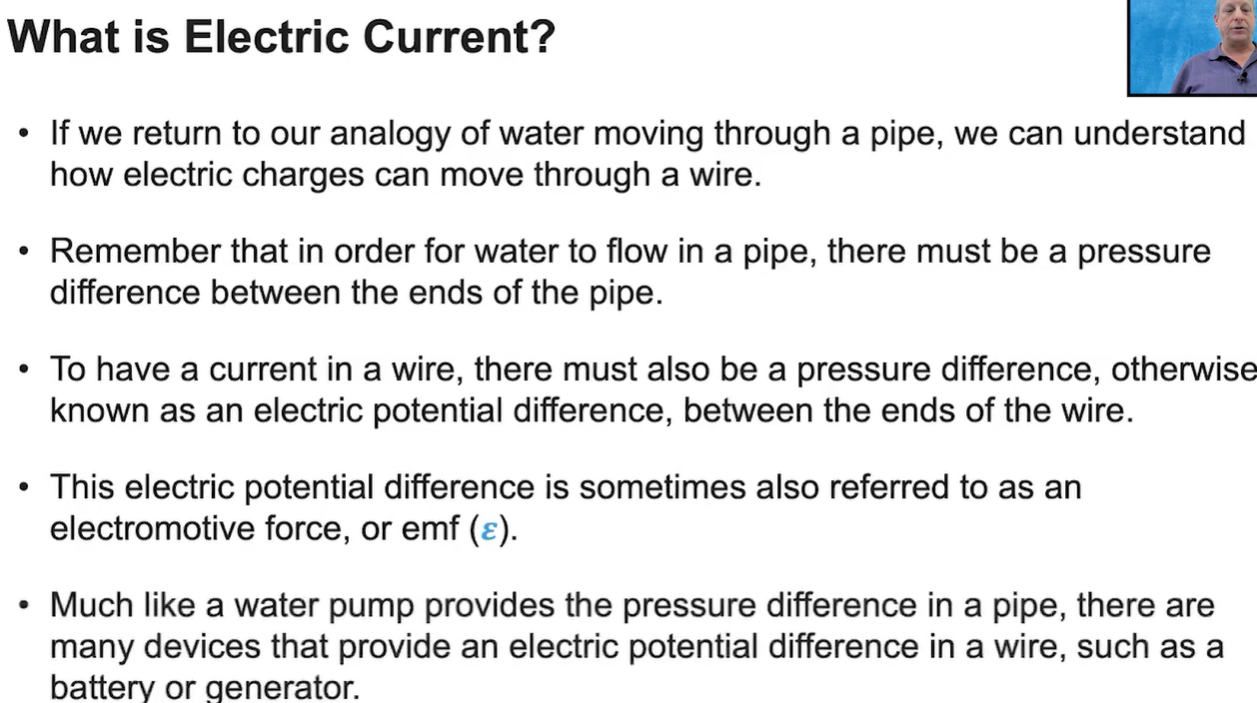 What is Electric Current?
• If we return to our analogy of water moving through a pipe, we can understand
how electric charges can move through a wire.
• Remember that in order for water to flow in a pipe, there must be a pressure
difference between the ends of the pipe.
• To have a current in a wire, there must also be a pressure difference, otherwise
known as an electric potential difference, between the ends of the wire.
• This electric potential difference is sometimes also referred to as an
electromotive force, or emf (ε).
• Much like a water pump provides the pressure difference in a pipe, there are
many devices that provide an electric potential difference in a wire, such as a
battery or generator.